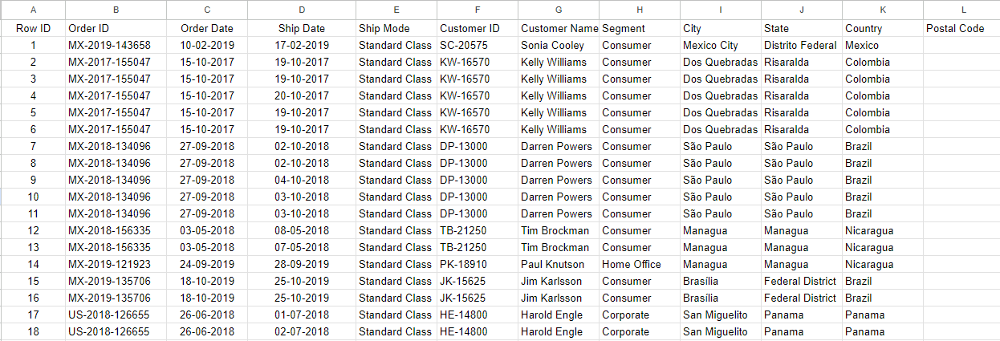 A B C D E F G H I J K L
Row ID Order ID Order Date Ship Date Ship Mode Customer ID Customer Name Segment City State Country Postal Code
1 MX-2019-143658 10-02-2019 17-02-2019 Standard Class SC-20575 Sonia Cooley Consumer Mexico City Distrito Federal Mexico
2 MX-2017-155047 15-10-2017 19-10-2017 Standard Class KW-16570 Kelly Williams Consumer Dos Quebradas Risaralda Colombia
3 MX-2017-155047 15-10-2017 19-10-2017 Standard Class KW-16570 Kelly Williams Consumer Dos Quebradas Risaralda Colombia
4 MX-2017-155047 15-10-2017 20-10-2017 Standard Class KW-16570 Kelly Williams Consumer Dos Quebradas Risaralda Colombia
5 MX-2017-155047 15-10-2017 19-10-2017 Standard Class KW-16570 Kelly Williams Consumer Dos Quebradas Risaralda Colombia
6 MX-2017-155047 15-10-2017 19-10-2017 Standard Class KW-16570 Kelly Williams Consumer Dos Quebradas Risaralda Colombia
7 MX-2018-134096 27-09-2018 02-10-2018 Standard Class DP-13000 Darren Powers Consumer São Paulo São Paulo Brazil
8 MX-2018-134096 27-09-2018 02-10-2018 Standard Class DP-13000 Darren Powers Consumer São Paulo São Paulo Brazil
9 MX-2018-134096 27-09-2018 04-10-2018 Standard Class DP-13000 Darren Powers Consumer São Paulo São Paulo Brazil
10 MX-2018-134096 27-09-2018 03-10-2018 Standard Class DP-13000 Darren Powers Consumer São Paulo São Paulo Brazil
11 MX-2018-134096 27-09-2018 03-10-2018 Standard Class DP-13000 Darren Powers Consumer São Paulo São Paulo Brazil
12 MX-2018-156335 03-05-2018 08-05-2018 Standard Class TB-21250 Tim Brockman Consumer Managua Managua Nicaragua
13 MX-2018-156335 03-05-2018 07-05-2018 Standard Class TB-21250 Tim Brockman Consumer Managua Managua Nicaragua
14 MX-2019-121923 24-09-2019 28-09-2019 Standard Class PK-18910 Paul Knutson Home Office Managua Managua Nicaragua
15 MX-2019-135706 18-10-2019 25-10-2019 Standard Class JK-15625 Jim Karlsson Consumer Brasília Federal District Brazil
16 MX-2019-135706 18-10-2019 25-10-2019 Standard Class JK-15625 Jim Karlsson Consumer Brasília Federal District Brazil
17 US-2018-126655 26-06-2018 01-07-2018 Standard Class HE-14800 Harold Engle Corporate San Miguelito Panama Panama
18 US-2018-126655 26-06-2018 02-07-2018 Standard Class HE-14800 Harold Engle Corporate San Miguelito Panama Panama